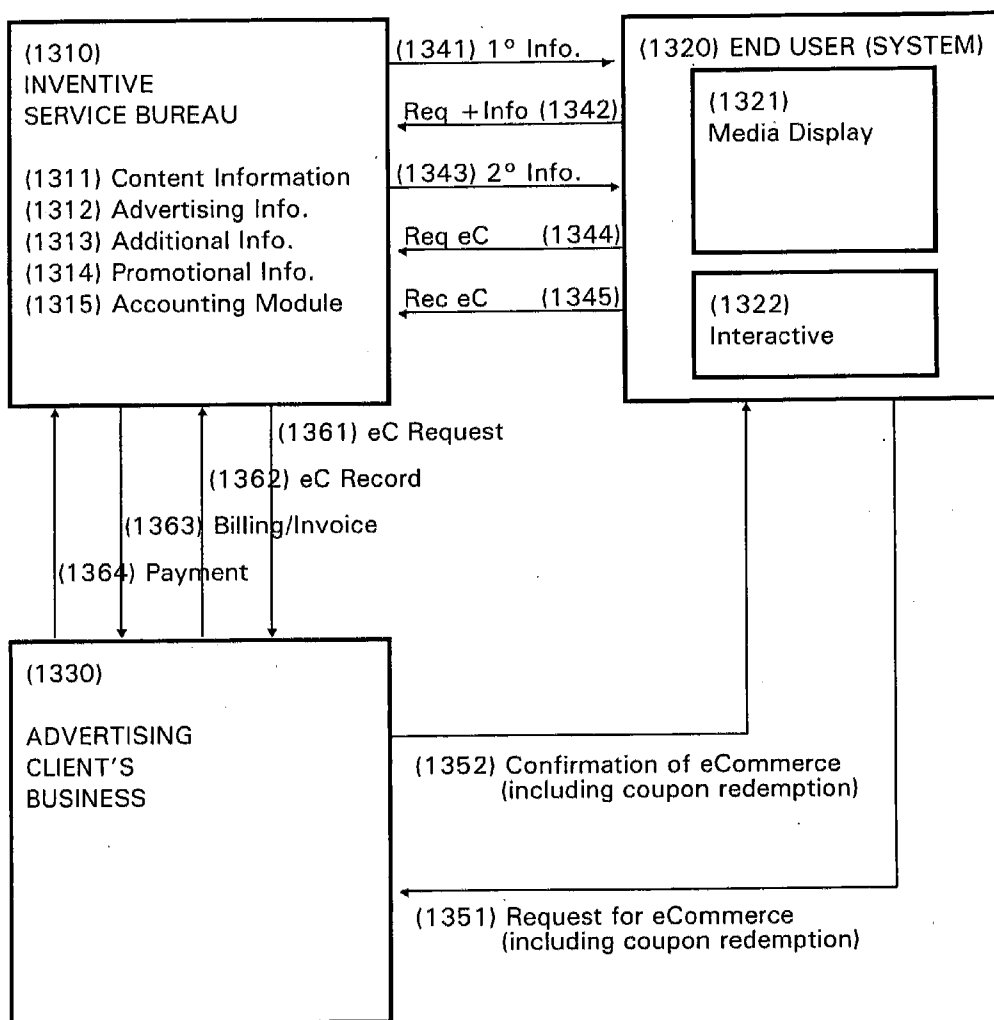 (1310)
INVENTIVE
SERVICE BUREAU
(1311) Content Information
(1312) Advertising Info.
(1313) Additional Info.
(1314) Promotional Info.
(1315) Accounting Module
(1341) 1° Info.
Req +Info (1342)
(1343) 2° Info.
Req eC (1344)
Rec eC (1345)
(1320) END USER (SYSTEM)
(1321)
Media Display
(1322)
Interactive
(1361) eC Request
(1362) eC Record
(1363) Billing/Invoice
(1364) Payment
(1330)
ADVERTISING
CLIENT'S
BUSINESS
(1352) Confirmation of eCommerce
(including coupon redemption)
(1351) Request for eCommerce
(including coupon redemption)